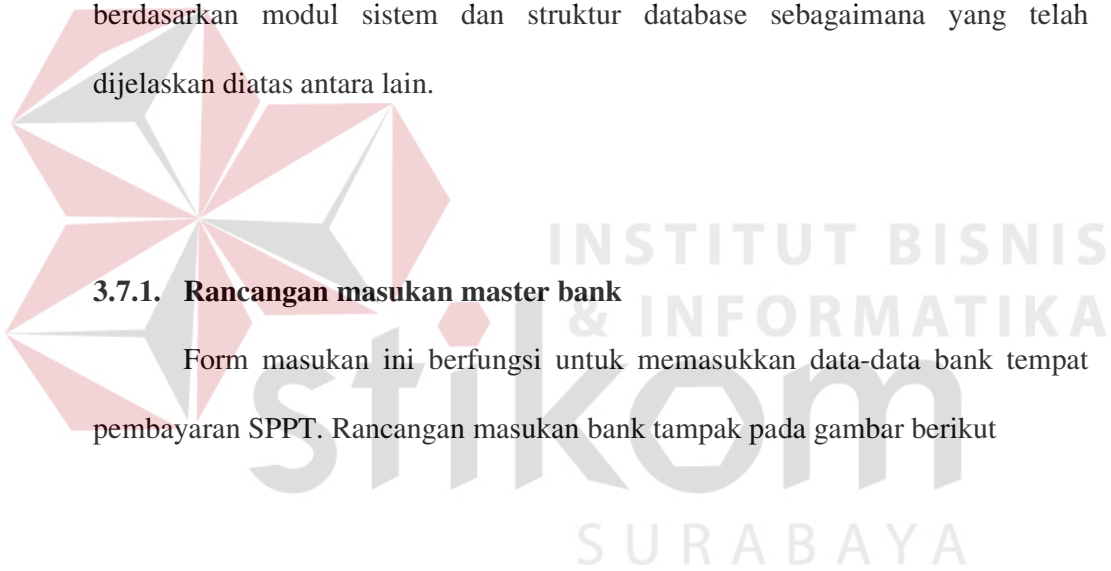 berdasarkan modul sistem dan struktur database sebagaimana yang telah
dijelaskan diatas antara lain.
INSTITUT BISNIS
3.7.1. Rancangan masukan master bank
& INFORMATIKA
Form masukan ini berfungsi untuk memasukkan data-data bank tempat
stikom
pembayaran SPPT. Rancangan masukan bank tampak pada gambar berikut
SURABAYA